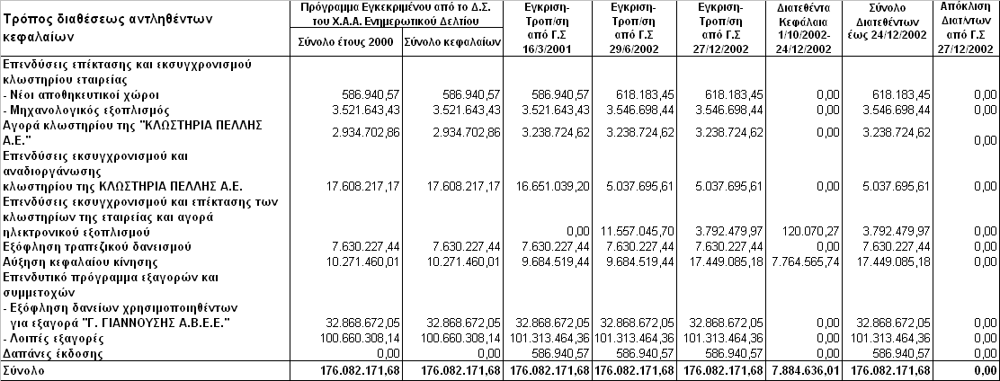 Τρόπος διαθέσεως αντληθέντων κεφαλαίων
Πρόγραμμα Εγκεκριμένου από το Δ.Σ. του Χ.Α.Α. Ενημερωτικού Δελτίου
Σύνολο έτους 2000 Σύνολο κεφαλαίων
Εγκριση-Τροπ/ση από Γ.Σ 16/3/2001
Εγκριση-Τροπ/ση από Γ.Σ 29/6/2002
Εγκριση-Τροπ/ση από Γ.Σ 27/12/2002
Διατεθέντα Κεφάλαια 1/10/2002-24/12/2002
Σύνολο Διατεθέντων έως 24/12/2002
Απόκλιση Διατ/ντων από Γ.Σ 27/12/2002
Επενδύσεις επέκτασης και εκσυγχρονισμού
κλωστηρίου εταιρείας
- Νέοι αποθηκευτικοί χώροι 586.940,57 586.940,57 586.940,57 618.183,45 618.183,45 0,00 618.183,45 0,00
- Μηχανολογικός εξοπλισμός 3.521.643,43 3.521.643,43 3.521.643,43 3.546.698,44 3.546.698,44 0,00 3.546.698,44 0,00
Αγορά κλωστηρίου της "ΚΛΩΣΤΗΡΙΑ ΠΕΛΛΗΣ
Α.Ε." 2.934.702,86 2.934.702,86 3.238.724,62 3.238.724,62 3.238.724,62 0,00 3.238.724,62 0,00
Επενδύσεις εκσυγχρονισμού και
αναδιοργάνωσης
κλωστηρίου της ΚΛΩΣΤΗΡΙΑ ΠΕΛΛΗΣ Α.Ε. 17.608.217,17 17.608.217,17 16.651.039,20 5.037.695,61 5.037.695,61 0,00 5.037.695,61 0,00
Επενδύσεις εκσυγχρονισμού και επέκτασης των
κλωστηρίων της εταιρείας και αγορά
ηλεκτρονικού εξοπλισμού 0,00 11.557.045,70 3.792.479,97 120.070,27 3.792.479,97 0,00
Εξόφληση τραπεζικού δανεισμού 7.630.227,44 7.630.227,44 7.630.227,44 7.630.227,44 7.630.227,44 0,00 7.630.227,44 0,00
Αύξηση κεφαλαίου κίνησης 10.271.460,01 10.271.460,01 9.684.519,44 9.684.519,44 17.449.085,18 7.764.565,74 17.449.085,18 0,00
Επενδυτικό πρόγραμμα εξαγορών και
συμμετοχών
- Εξόφληση δανείων χρησιμοποιηθέντων
για εξαγορά "Γ. ΓΙΑΝΝΟΥΣΗΣ Α.Β.Ε.Ε." 32.868.672,05 32.868.672,05 32.868.672,05 32.868.672,05 32.868.672,05 0,00 32.868.672,05 0,00
- Λοιπές εξαγορές 100.660.308,14 100.660.308,14 101.313.464,36 101.313.464,36 101.313.464,36 0,00 101.313.464,36 0,00
Δαπάνες έκδοσης 0,00 0,00 586.940,57 586.940,57 586.940,57 0,00 586.940,57 0,00
Σύνολο 176.082.171,68 176.082.171,68 176.082.171,68 176.082.171,68 176.082.171,68 7.884.636,01 176.082.171,68 0,00